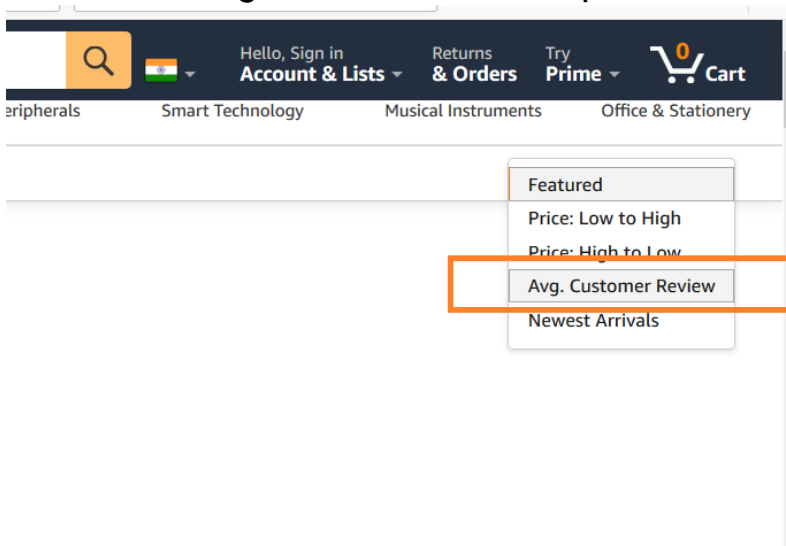 Hello, Sign in
Account & Lists
Returns
& Orders
Try
Prime
0
Cart
eripherals
Smart Technology
Musical Instruments
Office & Stationery
Featured
Price: Low to High
Price: High to Low
Avg. Customer Review
Newest Arrivals